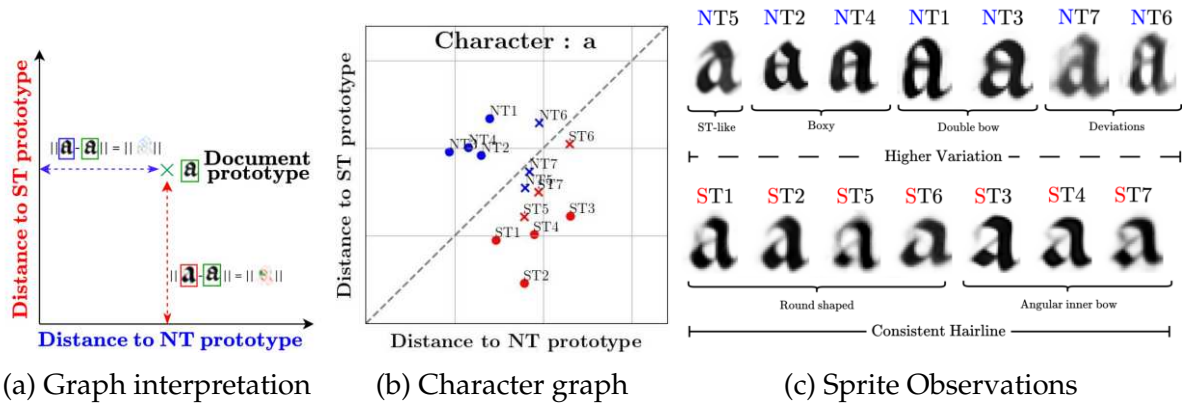 Distance to ST prototype
|| a - a || = || ||
a Document
prototype
|| a - a || = || ||
Distance to NT prototype
(a) Graph interpretation
Character : a
Distance to ST prototype
NT1
NT6
NT4
NT2
ST6
NT7
NT5
ST7
ST5
ST3
ST4
ST1
ST2
Distance to NT prototype
(b) Character graph
NT5 NT2 NT4 NT1 NT3 NT7 NT6
a a a a a a a
ST-like Boxy Double bow Deviations
Higher Variation
ST1 ST2 ST5 ST6 ST3 ST4 ST7
a a a a a a a
Round shaped Angular inner bow
Consistent Hairline
(c) Sprite Observations